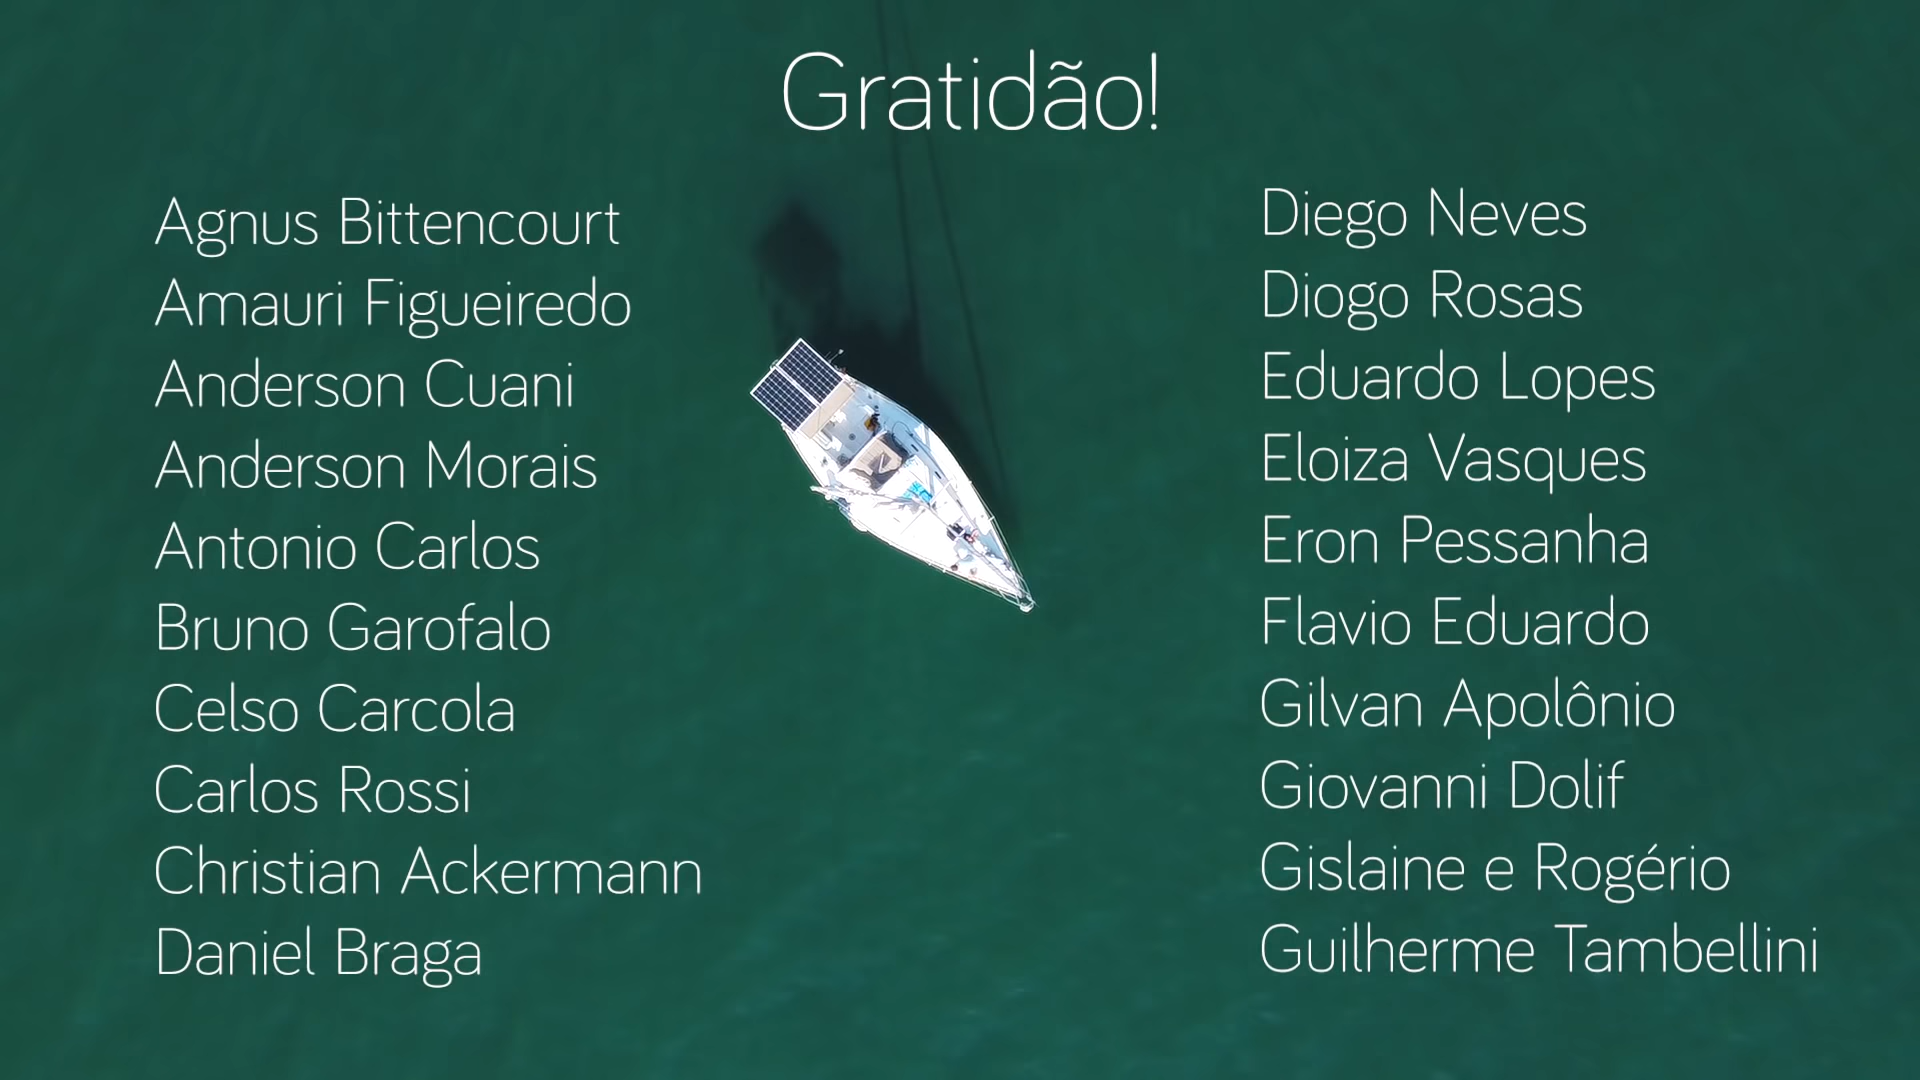 Gratidão!
Agnus Bittencourt
Amauri Figueiredo
Anderson Cuani
Anderson Morais
Antonio Carlos
Bruno Garofalo
Celso Carcola
Carlos Rossi
Christian Ackermann
Daniel Braga
Diego Neves
Diogo Rosas
Eduardo Lopes
Eloiza Vasques
Eron Pessanha
Flavio Eduardo
Gilvan Apolônio
Giovanni Dolif
Gislaine e Rogério
Guilherme Tambellini